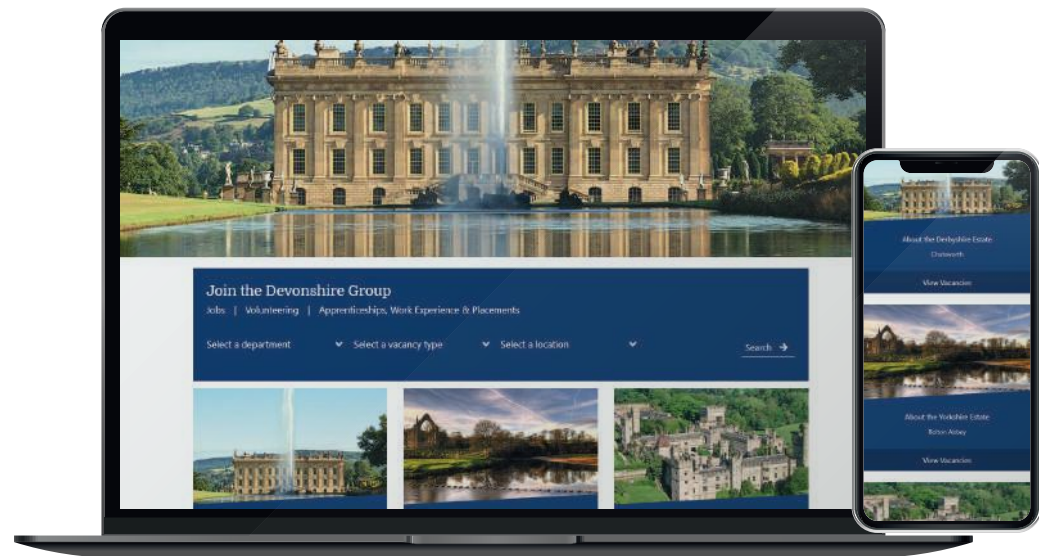 Join the Devonshire Group
Jobs | Volunteering | Apprenticeships, Work Experience & Placements
Select a department
Select a vacancy type
Select a location
Search →
About the Derbyshire Estate
Chatsworth
View Vacancies
About the Yorkshire Estate
Bolton Abbey
View Vacancies